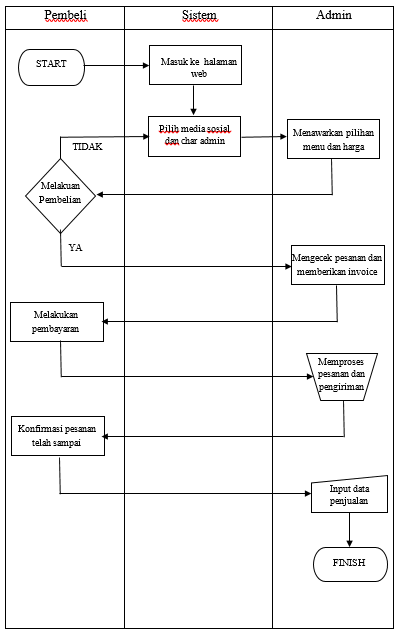 Pembeli
Sistem
Admin
START
Masuk ke halaman
web
Pilih media sosial
dan char admin
Menawarkan pilihan
menu dan harga
TIDAK
Melakuan
Pembelian
YA
Mengecek pesanan dan
memberikan invoice
Melakukan
pembayaran
Memproses
pesanan dan
pengiriman
Konfirmasi pesanan
telah sampai
Input data
penjualan
FINISH